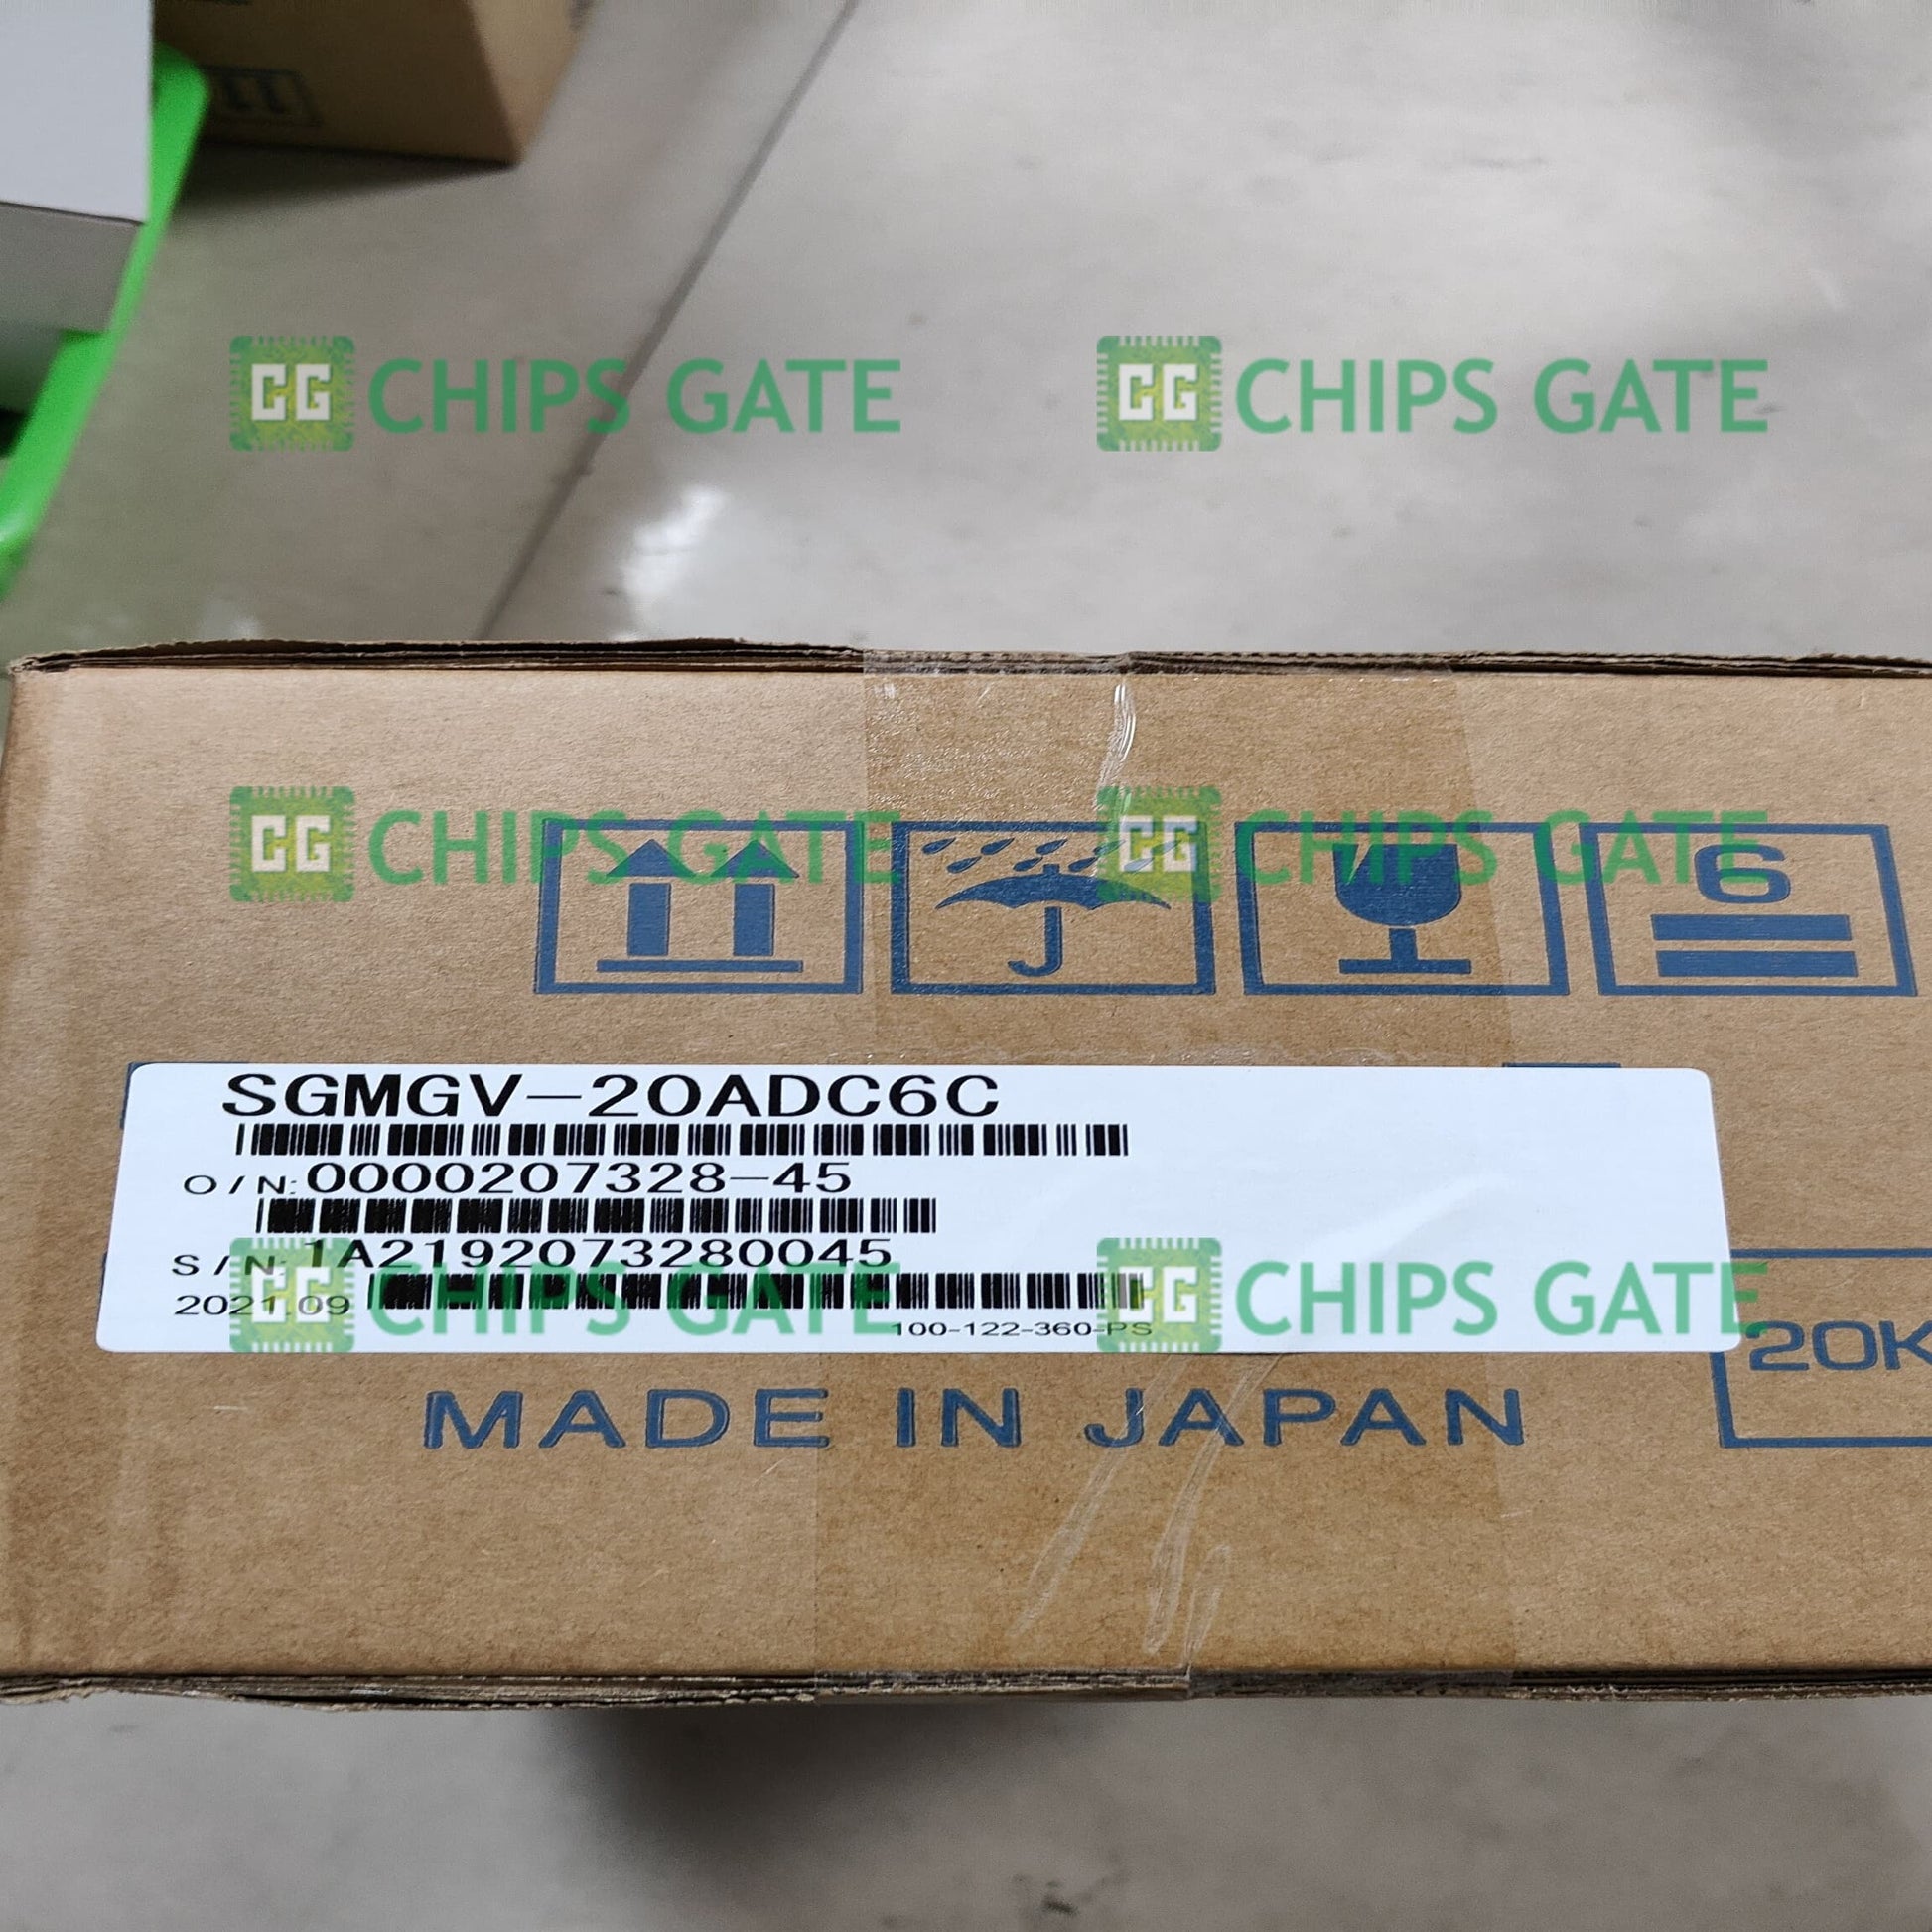 CG CHIPS GATE CG CHIPS GATE
CG CHIPS GATE CG CHIPS GATE
6
SGMGV-20ADC6C
O/N:0000207328-45
S/N:1A2192073280045
2021.09
100-122-360-PS
CG CHIPS GATE CG CHIPS GATE
20K
MADE IN JAPAN